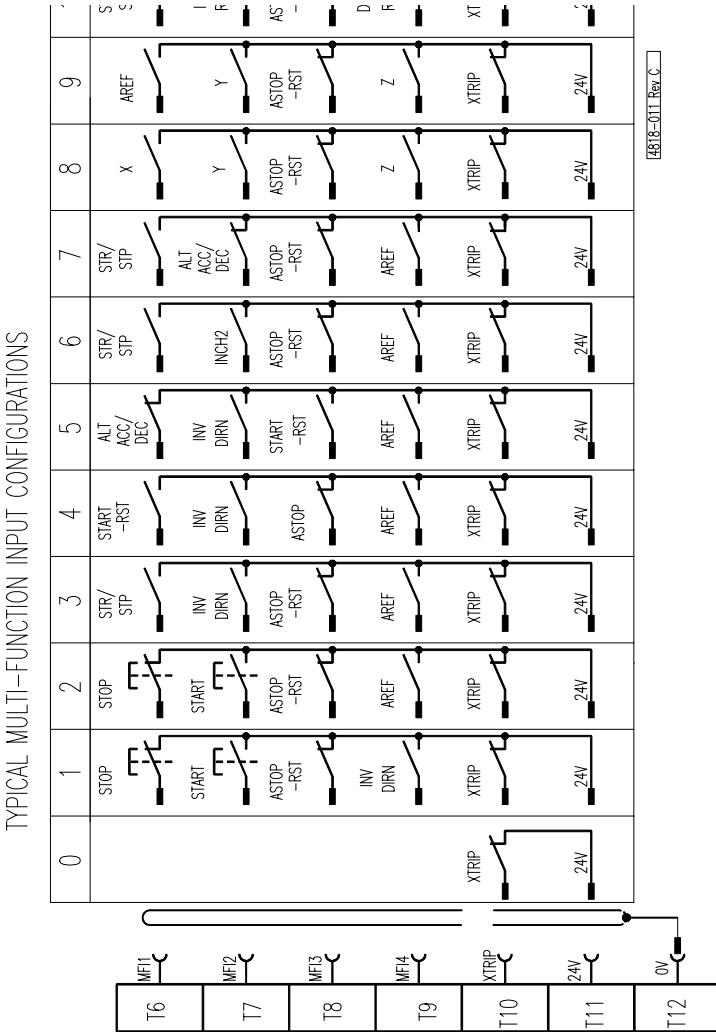 TYPICAL MULTI-FUNCTION INPUT CONFIGURATIONS
T6
MFI1
T7
MFI2
T8
MFI3
T9
MFI4
T10
XTRIP
T11
24V
T12
0V
0
XTRIP
24V
1
STOP
START
ASTOP
-RST
INV
DIRN
XTRIP
24V
2
STOP
START
ASTOP
-RST
AREF
XTRIP
24V
3
STR/
STP
INV
DIRN
ASTOP
-RST
AREF
XTRIP
24V
4
START
-RST
INV
DIRN
ASTOP
AREF
XTRIP
24V
5
ALT
ACC/
DEC
INV
DIRN
START
-RST
AREF
XTRIP
24V
6
STR/
STP
INCH2
ASTOP
-RST
AREF
XTRIP
24V
7
STR/
STP
ALT
ACC/
DEC
ASTOP
-RST
AREF
XTRIP
24V
8
X
Y
ASTOP
-RST
Z
XTRIP
24V
9
AREF
Y
ASTOP
-RST
Z
XTRIP
24V
4818-011 Rev C